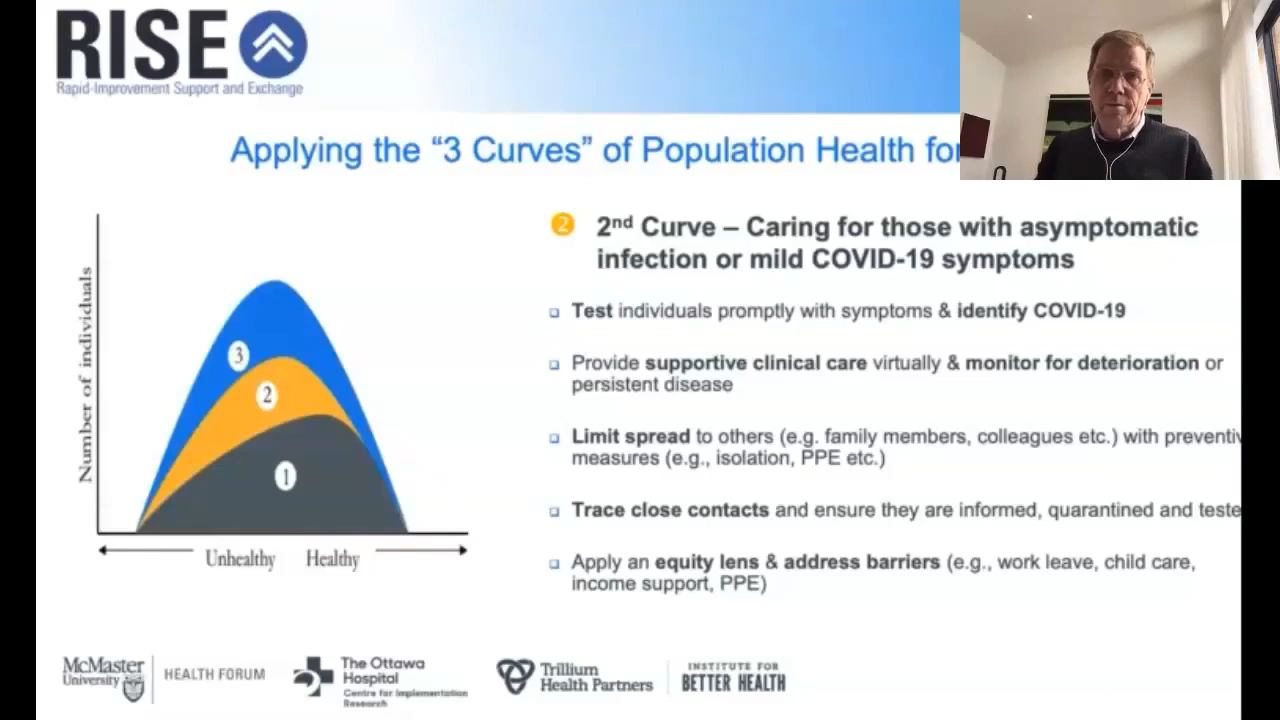 RISE
Rapid-Improvement Support and Exchange
Applying the “3 Curves” of Population Health for
Number of individuals
3
2
1
Unhealthy Healthy
2 2nd Curve – Caring for those with asymptomatic
infection or mild COVID-19 symptoms
Test individuals promptly with symptoms & identify COVID-19
Provide supportive clinical care virtually & monitor for deterioration or
persistent disease
Limit spread to others (e.g. family members, colleagues etc.) with preventiv
measures (e.g., isolation, PPE etc.)
Trace close contacts and ensure they are informed, quarantined and teste
Apply an equity lens & address barriers (e.g., work leave, child care,
income support, PPE)
McMaster
University
HEALTH FORUM
The Ottawa
Hospital
Centre for Implementation
Research
Trillium
Health Partners
INSTITUTE FOR
BETTER HEALTH